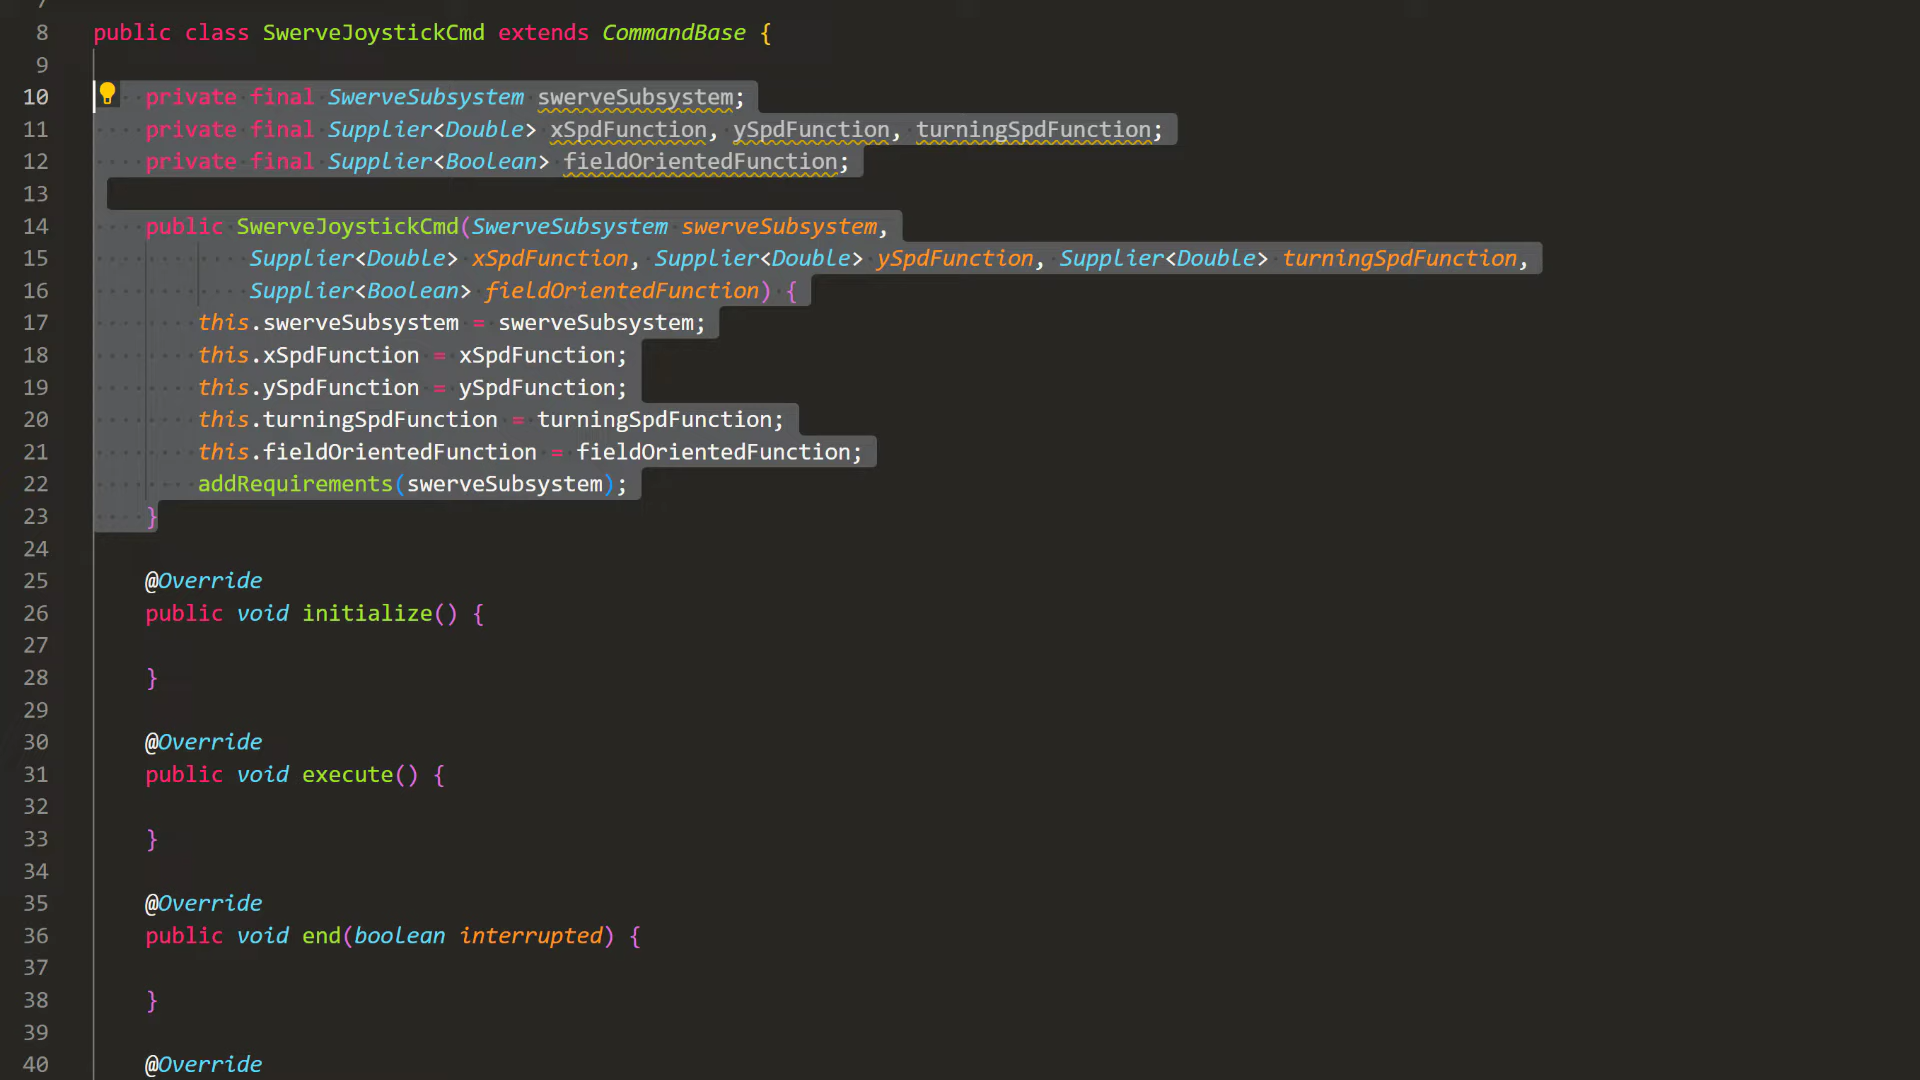 7
8 public class SwerveJoystickCmd extends CommandBase {
9
10 private final SwerveSubsystem swerveSubsystem;
11 private final Supplier<Double> xSpdFunction, ySpdFunction, turningSpdFunction;
12 private final Supplier<Boolean> fieldOrientedFunction;
13
14 public SwerveJoystickCmd(SwerveSubsystem swerveSubsystem,
15 Supplier<Double> xSpdFunction, Supplier<Double> ySpdFunction, Supplier<Double> turningSpdFunction,
16 Supplier<Boolean> fieldOrientedFunction) {
17 this.swerveSubsystem = swerveSubsystem;
18 this.xSpdFunction = xSpdFunction;
19 this.ySpdFunction = ySpdFunction;
20 this.turningSpdFunction = turningSpdFunction;
21 this.fieldOrientedFunction = fieldOrientedFunction;
22 addRequirements(swerveSubsystem);
23 }
24
25 @Override
26 public void initialize() {
27
28 }
29
30 @Override
31 public void execute() {
32
33 }
34
35 @Override
36 public void end(boolean interrupted) {
37
38 }
39
40 @Override